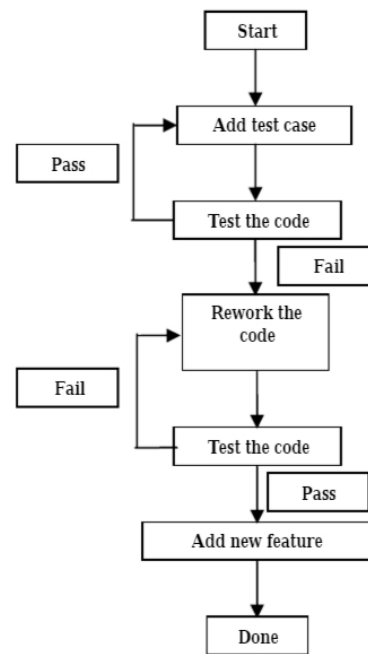 Start
Add test case
Pass
Test the code
Fail
Rework the
code
Fail
Test the code
Pass
Add new feature
Done